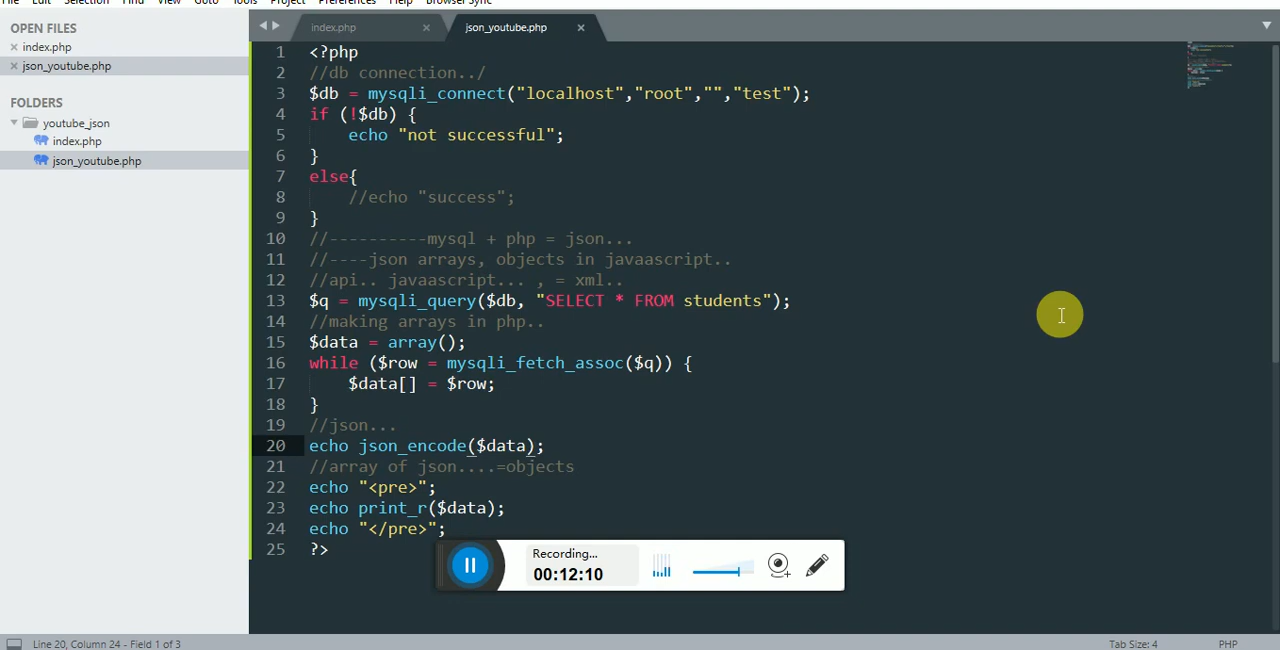 File Edit Selection Find View Goto Tools Project Preferences Help Browser Sync
OPEN FILES
index.php
json_youtube.php
FOLDERS
youtube_json
index.php
json_youtube.php
index.php
json_youtube.php
1 <?php
2 //db connection../
3 $db = mysqli_connect("localhost","root","","test");
4 if (!$db) {
5 echo "not successful";
6 }
7 else{
8 //echo "success";
9 }
10 //----------mysql + php = json...
11 //----json arrays, objects in javaascript..
12 //api.. javaascript... , = xml..
13 $q = mysqli_query($db, "SELECT * FROM students");
14 //making arrays in php..
15 $data = array();
16 while ($row = mysqli_fetch_assoc($q)) {
17 $data[] = $row;
18 }
19 //json...
20 echo json_encode($data);
21 //array of json....=objects
22 echo "<pre>";
23 echo print_r($data);
24 echo "</pre>";
25 ?>
Recording...
00:12:10
Line 20, Column 24 - Field 1 of 3
Tab Size: 4
PHP